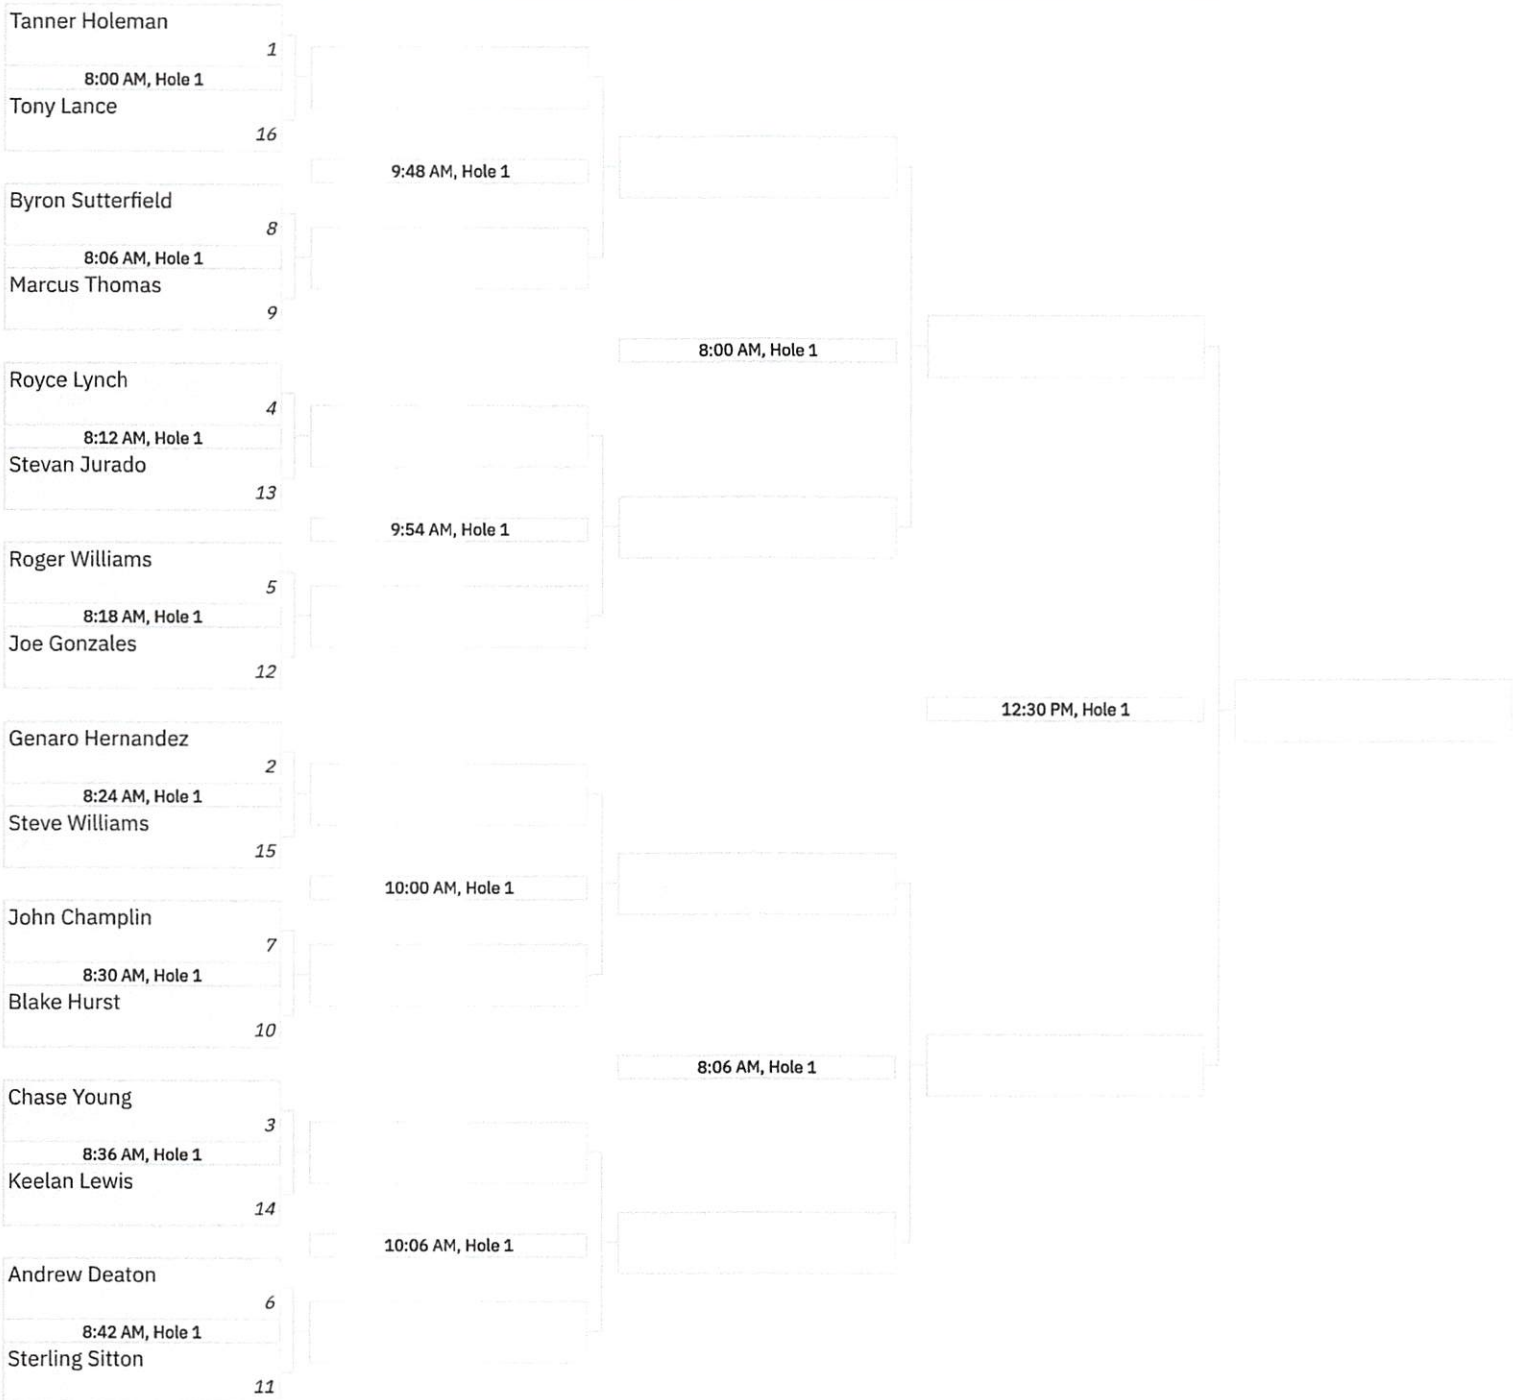 Tanner Holeman
1
8:00 AM, Hole 1
Tony Lance
16
9:48 AM, Hole 1
Byron Sutterfield
8
8:06 AM, Hole 1
Marcus Thomas
9
8:00 AM, Hole 1
Royce Lynch
4
8:12 AM, Hole 1
Stevan Jurado
13
9:54 AM, Hole 1
Roger Williams
5
8:18 AM, Hole 1
Joe Gonzales
12
12:30 PM, Hole 1
Genaro Hernandez
2
8:24 AM, Hole 1
Steve Williams
15
10:00 AM, Hole 1
John Champlin
7
8:30 AM, Hole 1
Blake Hurst
10
8:06 AM, Hole 1
Chase Young
3
8:36 AM, Hole 1
Keelan Lewis
14
10:06 AM, Hole 1
Andrew Deaton
6
8:42 AM, Hole 1
Sterling Sitton
11